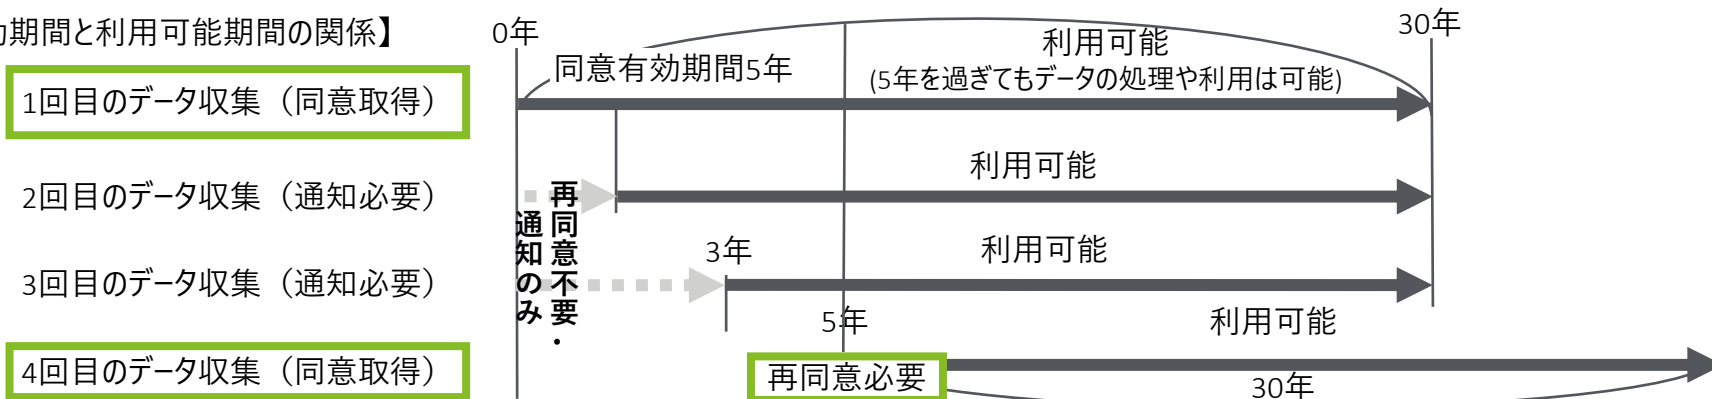 効期間と利用可能期間の関係】
0年
30年
同意有効期間5年
利用可能
(5年を過ぎてもデータの処理や利用は可能)
1回目のデータ収集（同意取得）
利用可能
2回目のデータ収集（通知必要）
再同意不要・
通知のみ
3年
利用可能
3回目のデータ収集（通知必要）
5年
利用可能
4回目のデータ収集（同意取得）
再同意必要
30年